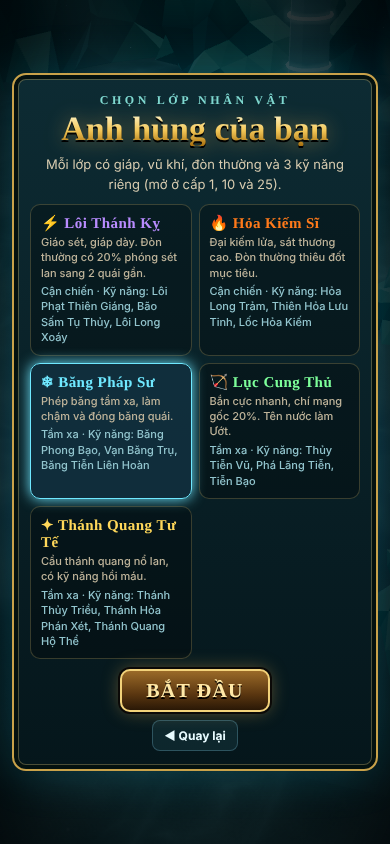 CHỌN LỚP NHÂN VẬT
Anh hùng của bạn
Mỗi lớp có giáp, vũ khí, đòn thường và 3 kỹ năng
riêng (mở ở cấp 1, 10 và 25).
⚡ Lôi Thánh Kỵ
Giáo sét, giáp dày. Đòn
thường có 20% phóng sét
lan sang 2 quái gần.
Cận chiến · Kỹ năng: Lôi
Phạt Thiên Giáng, Bão
Sấm Tụ Thủy, Lôi Long
Xoáy
🔥 Hỏa Kiếm Sĩ
Đại kiếm lửa, sát thương
cao. Đòn thường thiêu đốt
mục tiêu.
Cận chiến · Kỹ năng: Hỏa
Long Trảm, Thiên Hỏa Lưu
Tinh, Lốc Hỏa Kiếm
❄ Băng Pháp Sư
Phép băng tầm xa, làm
chậm và đóng băng quái.
Tầm xa · Kỹ năng: Băng
Phong Bạo, Vạn Băng Trụ,
Băng Tiễn Liên Hoàn
🏹 Lục Cung Thủ
Bắn cực nhanh, chí mạng
gốc 20%. Tên nước làm
Ướt.
Tầm xa · Kỹ năng: Thủy
Tiễn Vũ, Phá Lãng Tiễn,
Tiễn Bạo
✦ Thánh Quang Tư
Tế
Cầu thánh quang nổ lan,
có kỹ năng hồi máu.
Tầm xa · Kỹ năng: Thánh
Thủy Triều, Thánh Hỏa
Phán Xét, Thánh Quang
Hộ Thể
BẮT ĐẦU
◀ Quay lại